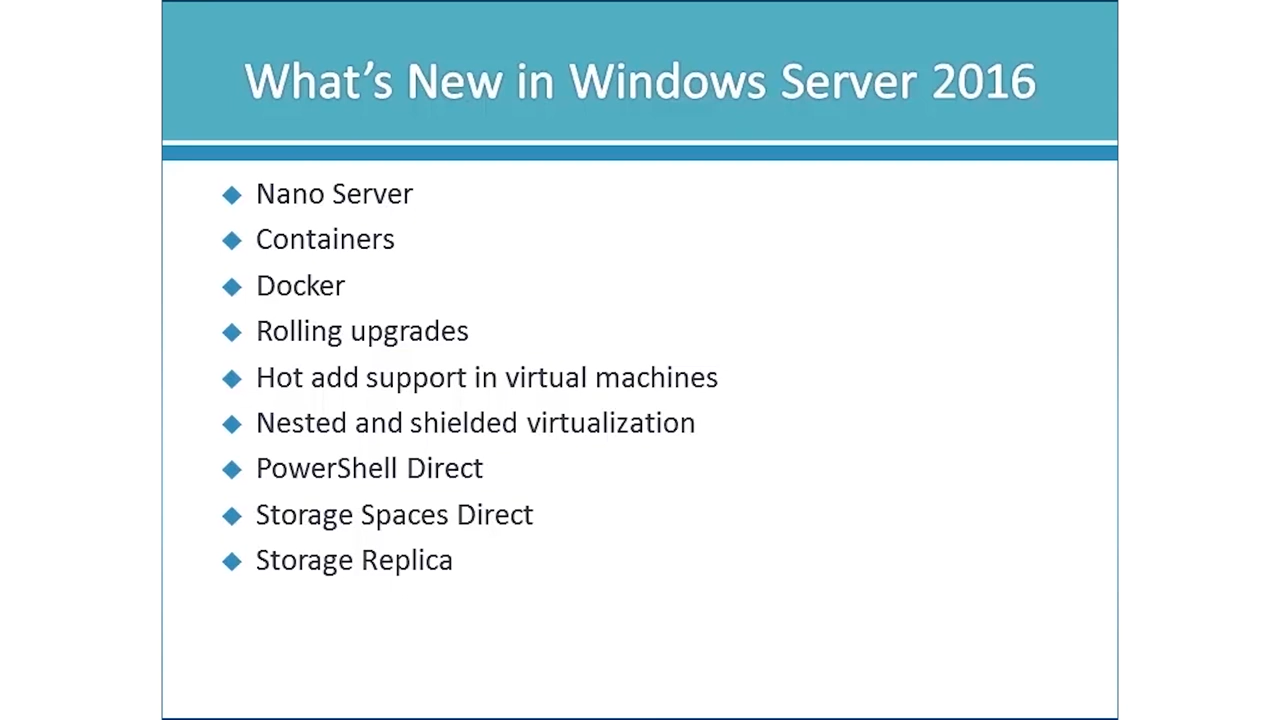 What's New in Windows Server 2016
Nano Server
Containers
Docker
Rolling upgrades
Hot add support in virtual machines
Nested and shielded virtualization
PowerShell Direct
Storage Spaces Direct
Storage Replica